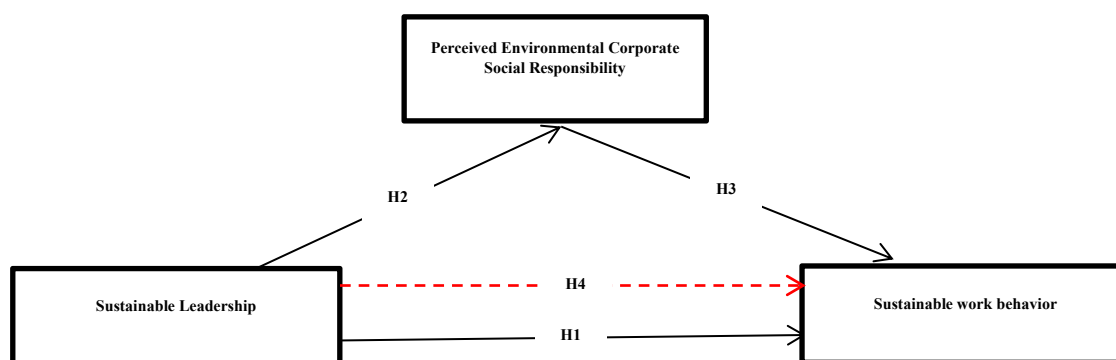 Perceived Environmental Corporate
Social Responsibility
H2
H3
H4
Sustainable Leadership
Sustainable work behavior
H1